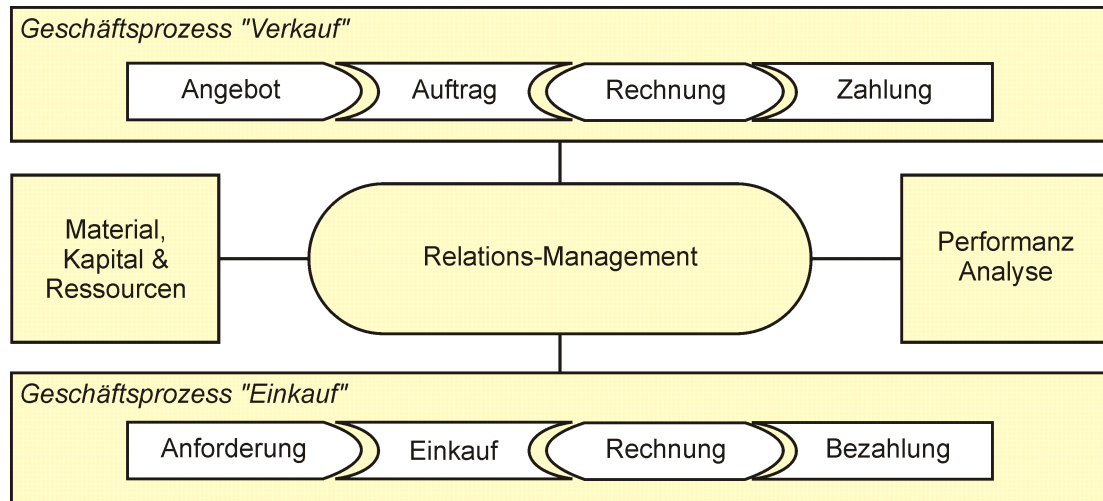 Geschäftsprozess "Verkauf"
Angebot
Auftrag
Rechnung
Zahlung
Material,
Kapital &
Ressourcen
Relations-Management
Performanz
Analyse
Geschäftsprozess "Einkauf"
Anforderung
Einkauf
Rechnung
Bezahlung